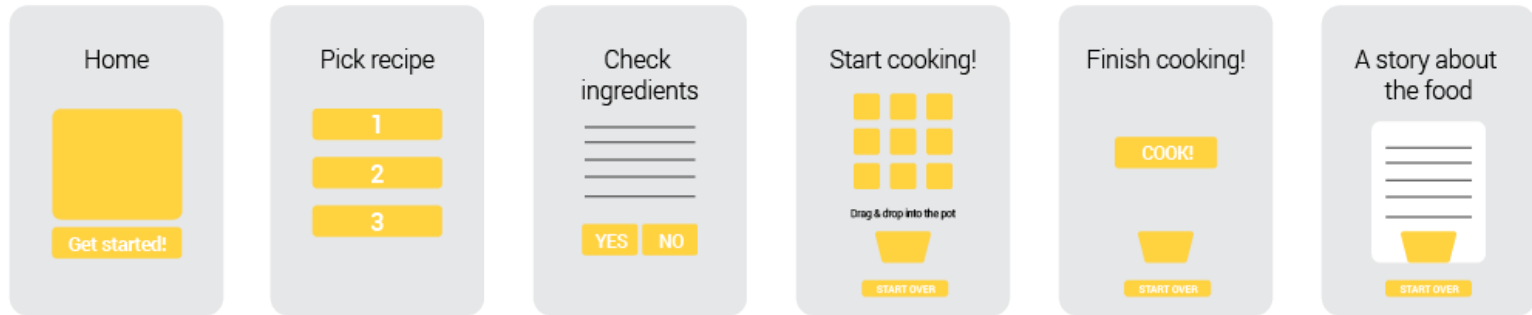 Home
Get started!
Pick recipe
1
2
3
Check
ingredients
YES NO
Start cooking!
Drag & drop into the pot
START OVER
Finish cooking!
COOK!
START OVER
A story about
the food
START OVER